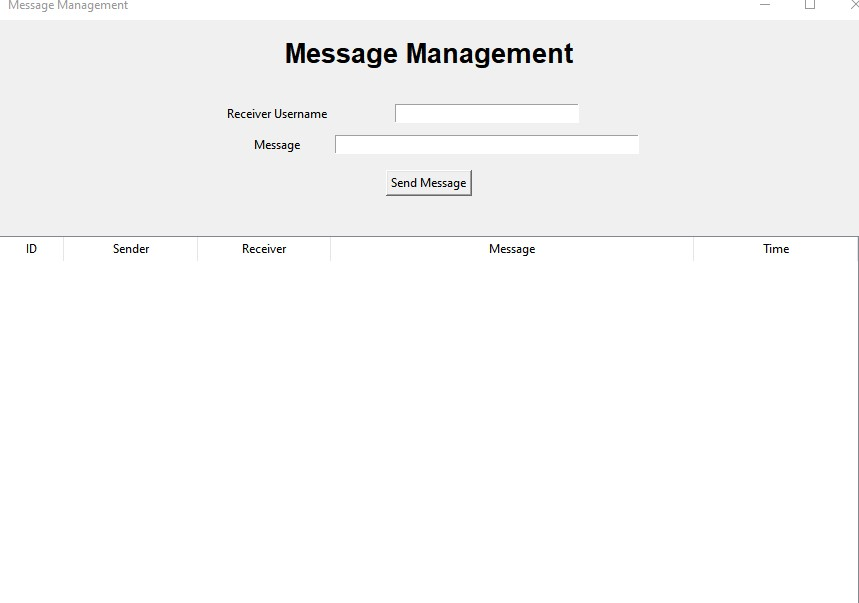 Message Management
Message Management
Receiver Username
Message
Send Message
ID Sender Receiver Message Time